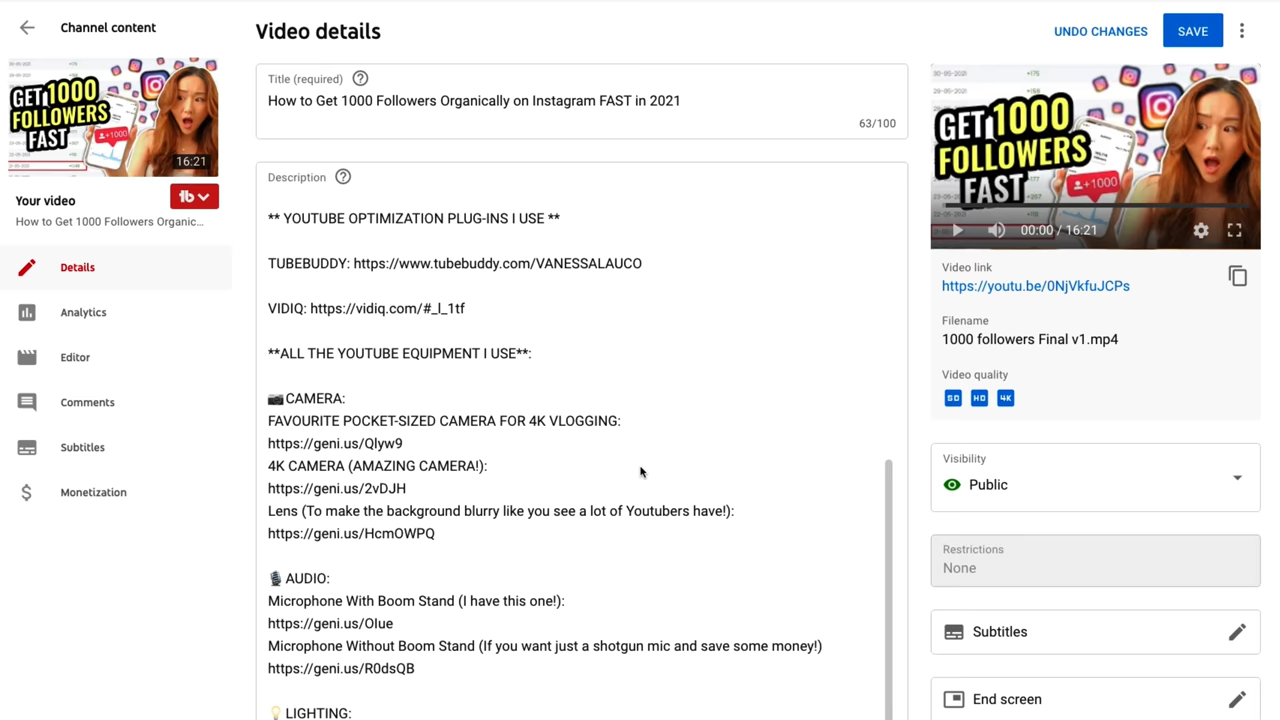 Channel content
Video details
UNDO CHANGES
SAVE
GET 1000
FOLLOWERS
FAST
+1000
16:21
Your video
How to Get 1000 Followers Organic...
Details
Analytics
Editor
Comments
Subtitles
Monetization
Title (required)
How to Get 1000 Followers Organically on Instagram FAST in 2021
63/100
Description
** YOUTUBE OPTIMIZATION PLUG-INS I USE **
TUBEBUDDY: https://www.tubebuddy.com/VANESSALAUCO
VIDIQ: https://vidiq.com/#_l_1tf
**ALL THE YOUTUBE EQUIPMENT I USE**:
📷CAMERA:
FAVOURITE POCKET-SIZED CAMERA FOR 4K VLOGGING:
https://geni.us/Qlyw9
4K CAMERA (AMAZING CAMERA!):
https://geni.us/2vDJH
Lens (To make the background blurry like you see a lot of Youtubers have!):
https://geni.us/HcmOWPQ
🎙AUDIO:
Microphone With Boom Stand (I have this one!):
https://geni.us/OIue
Microphone Without Boom Stand (If you want just a shotgun mic and save some money!)
https://geni.us/R0dsQB
💡LIGHTING:
30-05-2021 +175
GET 1000
FOLLOWERS
FAST
+1000
00:00 / 16:21
Video link
https://youtu.be/0NjVkfuJCPs
Filename
1000 followers Final v1.mp4
Video quality
SD HD 4K
Visibility
Public
Restrictions
None
Subtitles
End screen